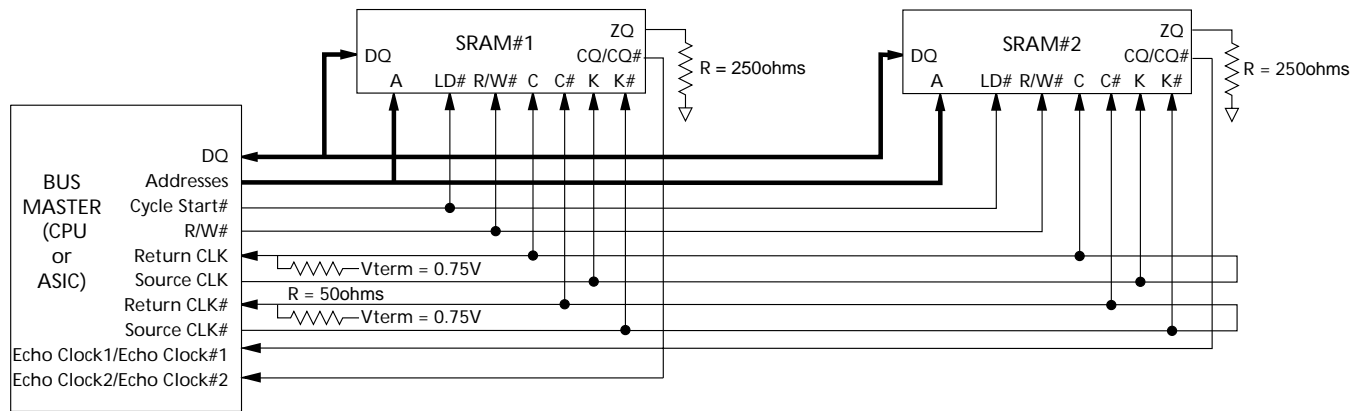 SRAM#1
ZQ
CQ/CQ#
DQ
A LD# R/W# C C# K K#
R = 250ohms
SRAM#2
ZQ
CQ/CQ#
DQ
A LD# R/W# C C# K K#
R = 250ohms
BUS
MASTER
(CPU
or
ASIC)
DQ
Addresses
Cycle Start#
R/W#
Return CLK
Vterm = 0.75V
Source CLK
R = 50ohms
Return CLK#
Vterm = 0.75V
Source CLK#
Echo Clock1/Echo Clock#1
Echo Clock2/Echo Clock#2